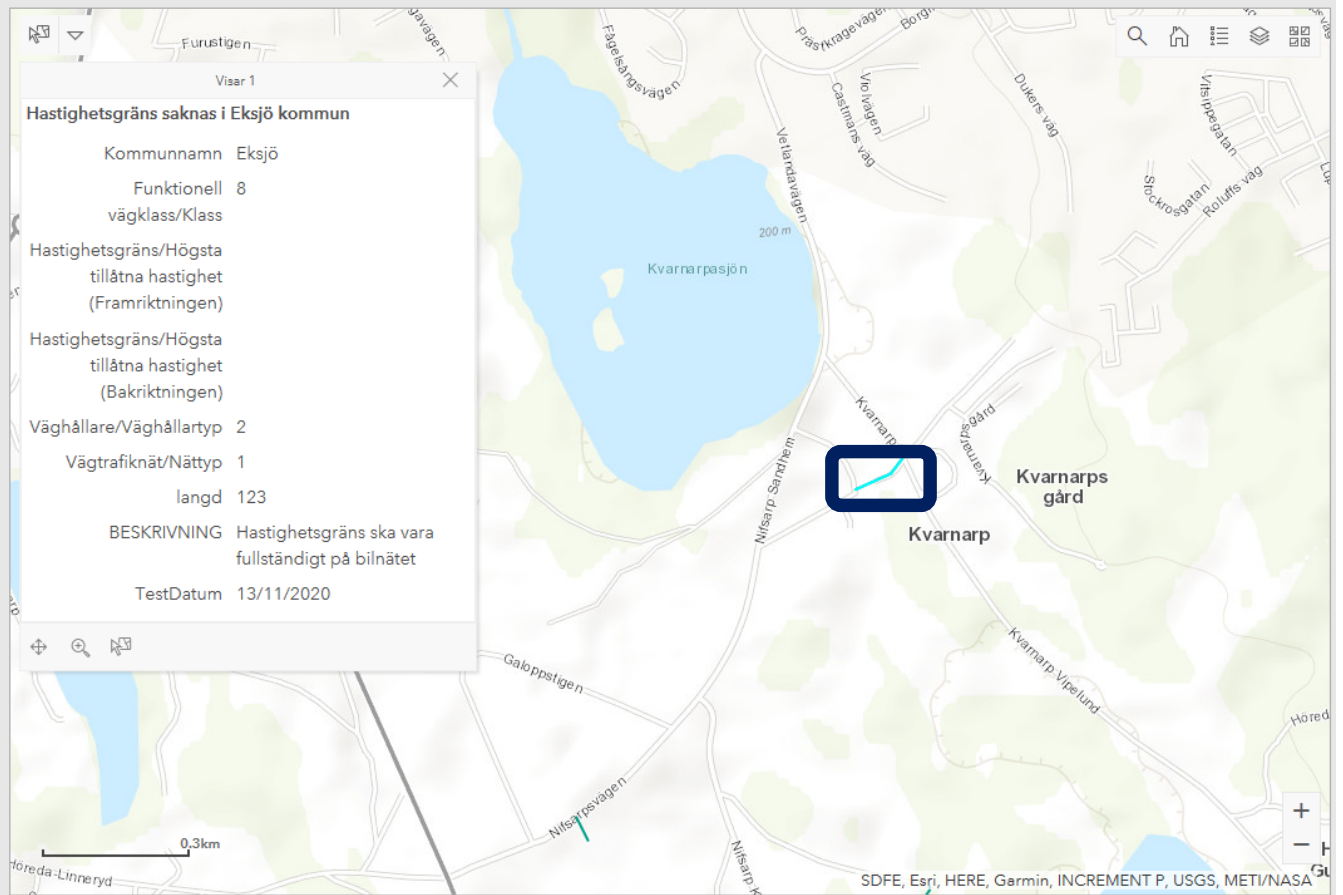 Visar 1
Hastighetsgräns saknas i Eksjö kommun
Kommunnamn Eksjö
Funktionell 8
vägklass/Klass
Hastighetsgräns/Högsta
tillåtna hastighet
(Framriktningen)
Hastighetsgräns/Högsta
tillåtna hastighet
(Bakriktningen)
Väghållare/Väghållartyp 2
Vägtrafiknät/Nättyp 1
langd 123
BESKRIVNING Hastighetsgräns ska vara
fullständigt på bilnätet
TestDatum 13/11/2020
Furustigen
Fågelsångsvägen
Prästkragevägen
Violvägen
Castmans väg
Vetlandavägen
Dukers väg
Vitsippegatan
Stockrosgatan
Roluffs väg
200 m
Kvarnarpasjön
Kvarnarp
Kvarnarps gård
Kvarnarps
gård
Nifsarp Sandhem
Kvarnarp
Kvarnarp Vipelund
Galoppstigen
Nifsarpsvägen
Höred
Nifsarp K
0.3km
Höreda-Linneryd
+
−
SDFE, Esri, HERE, Garmin, INCREMENT P, USGS, METI/NASA